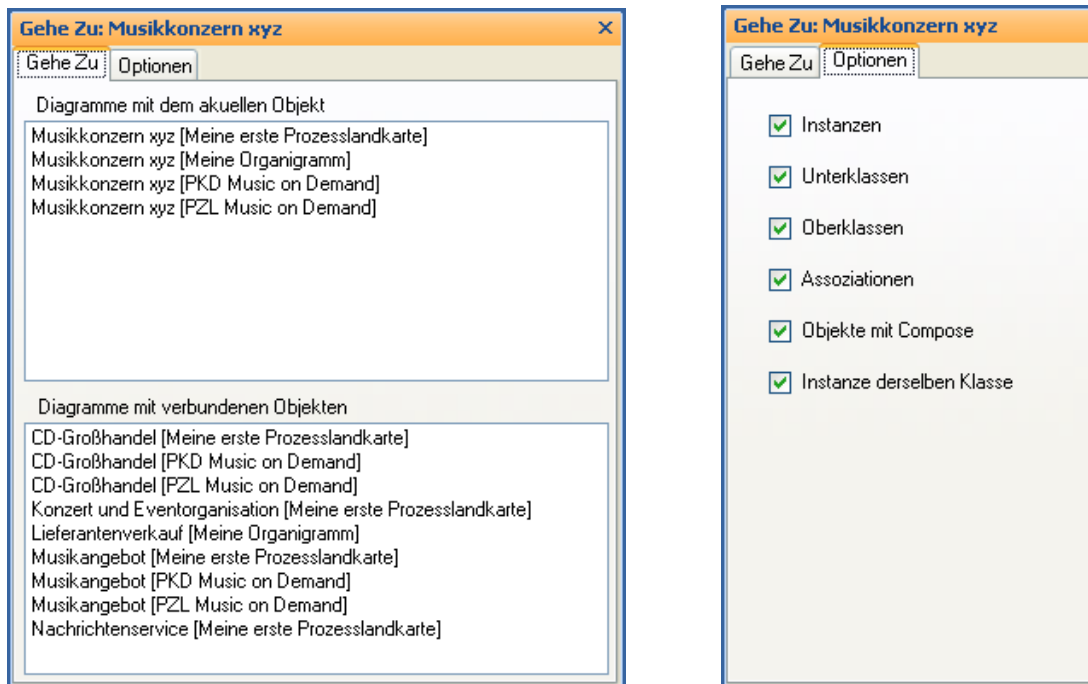 Gehe Zu: Musikkonzern xyz
Gehe Zu
Optionen
Diagramme mit dem akuellen Objekt
Musikkonzern xyz [Meine erste Prozesslandkarte]
Musikkonzern xyz [Meine Organigramm]
Musikkonzern xyz [PKD Music on Demand]
Musikkonzern xyz [PZL Music on Demand]
Diagramme mit verbundenen Objekten
CD-Großhandel [Meine erste Prozesslandkarte]
CD-Großhandel [PKD Music on Demand]
CD-Großhandel [PZL Music on Demand]
Konzert und Eventorganisation [Meine erste Prozesslandkarte]
Lieferantenverkauf [Meine Organigramm]
Musikangebot [Meine erste Prozesslandkarte]
Musikangebot [PKD Music on Demand]
Musikangebot [PZL Music on Demand]
Nachrichtenservice [Meine erste Prozesslandkarte]
Gehe Zu: Musikkonzern xyz
Gehe Zu
Optionen
Instanzen
Unterklassen
Oberklassen
Assoziationen
Objekte mit Compose
Instanze derselben Klasse